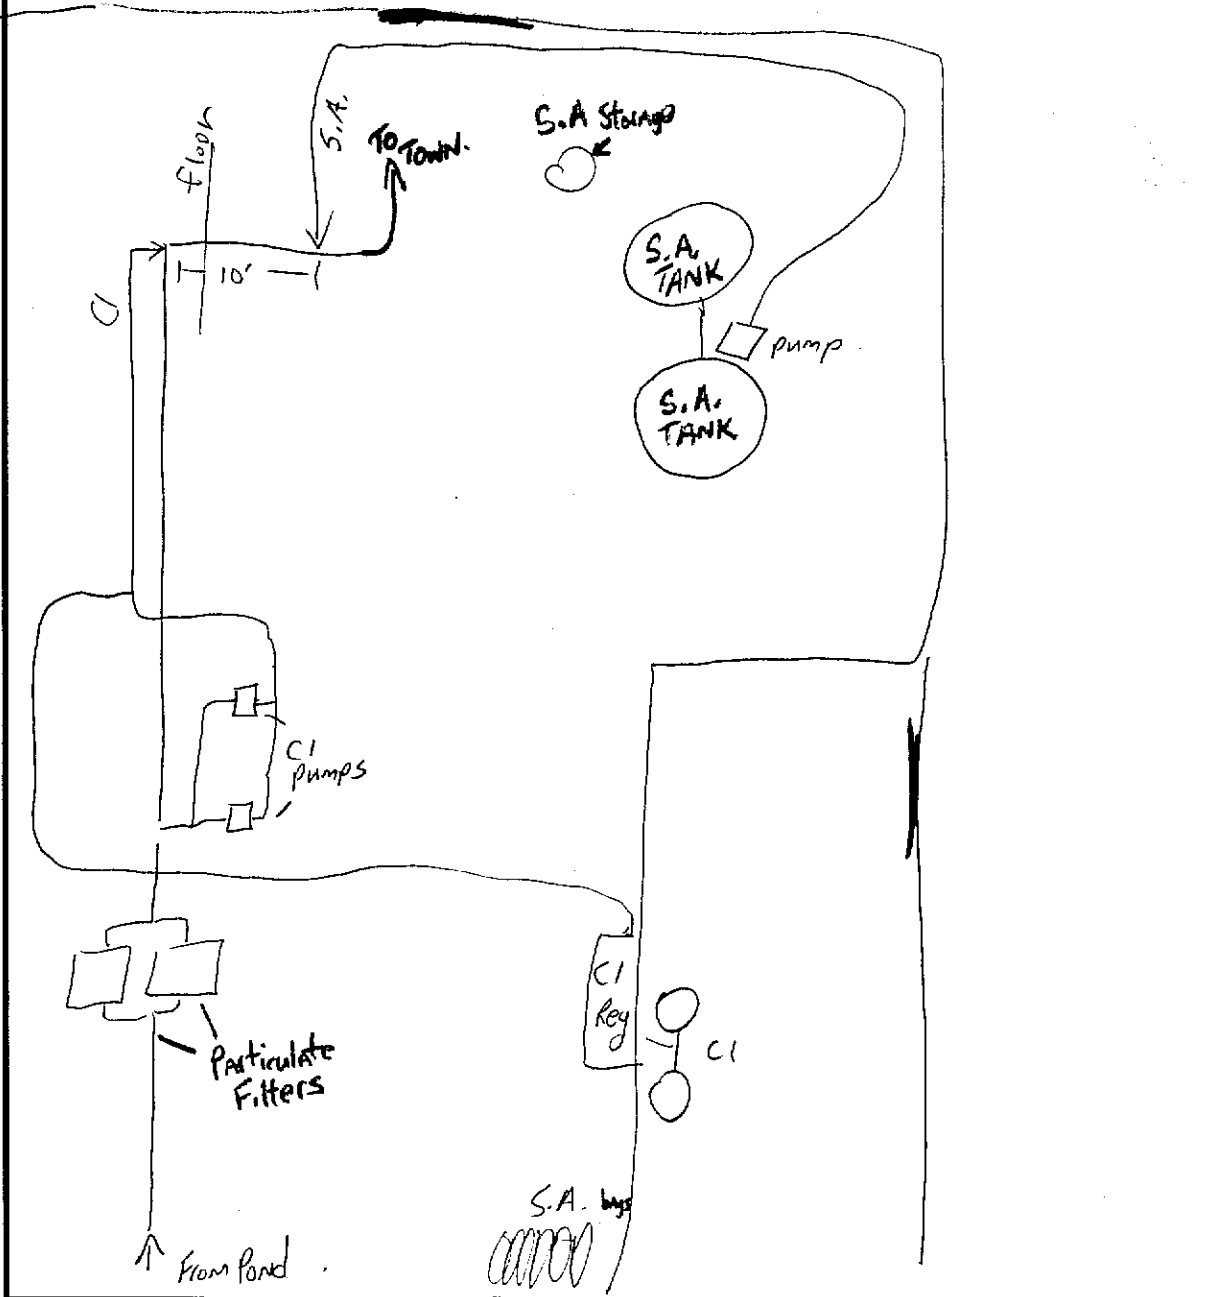 S.A Storage
floor
S.A.
TO TOWN.
S.A.
TANK
10'
Cl
pump.
S.A.
TANK
Cl
pumps
Cl
Reg
Cl
Particulate
Filters
S.A. bags
From Pond.